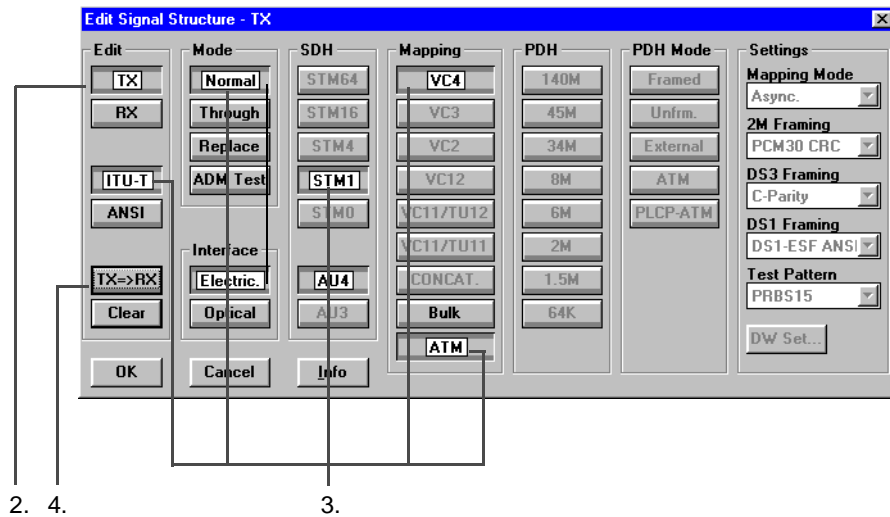 Edit Signal Structure - TX
Edit
TX
RX
ITU-T
ANSI
TX=>RX
Clear
OK
Mode
Normal
Through
Replace
ADM Test
Interface
Electric.
Optical
Cancel
SDH
STM64
STM16
STM4
STM1
STM0
AU4
AU3
Info
Mapping
VC4
VC3
VC2
VC12
VC11/TU12
VC11/TU11
CONCAT.
Bulk
ATM
PDH
140M
45M
34M
8M
6M
2M
1.5M
64K
PDH Mode
Framed
Unfrm.
External
ATM
PLCP-ATM
Settings
Mapping Mode
Async.
2M Framing
PCM30 CRC
DS3 Framing
C-Parity
DS1 Framing
DS1-ESF ANSI
Test Pattern
PRBS15
DW Set...
2. 4. 3.